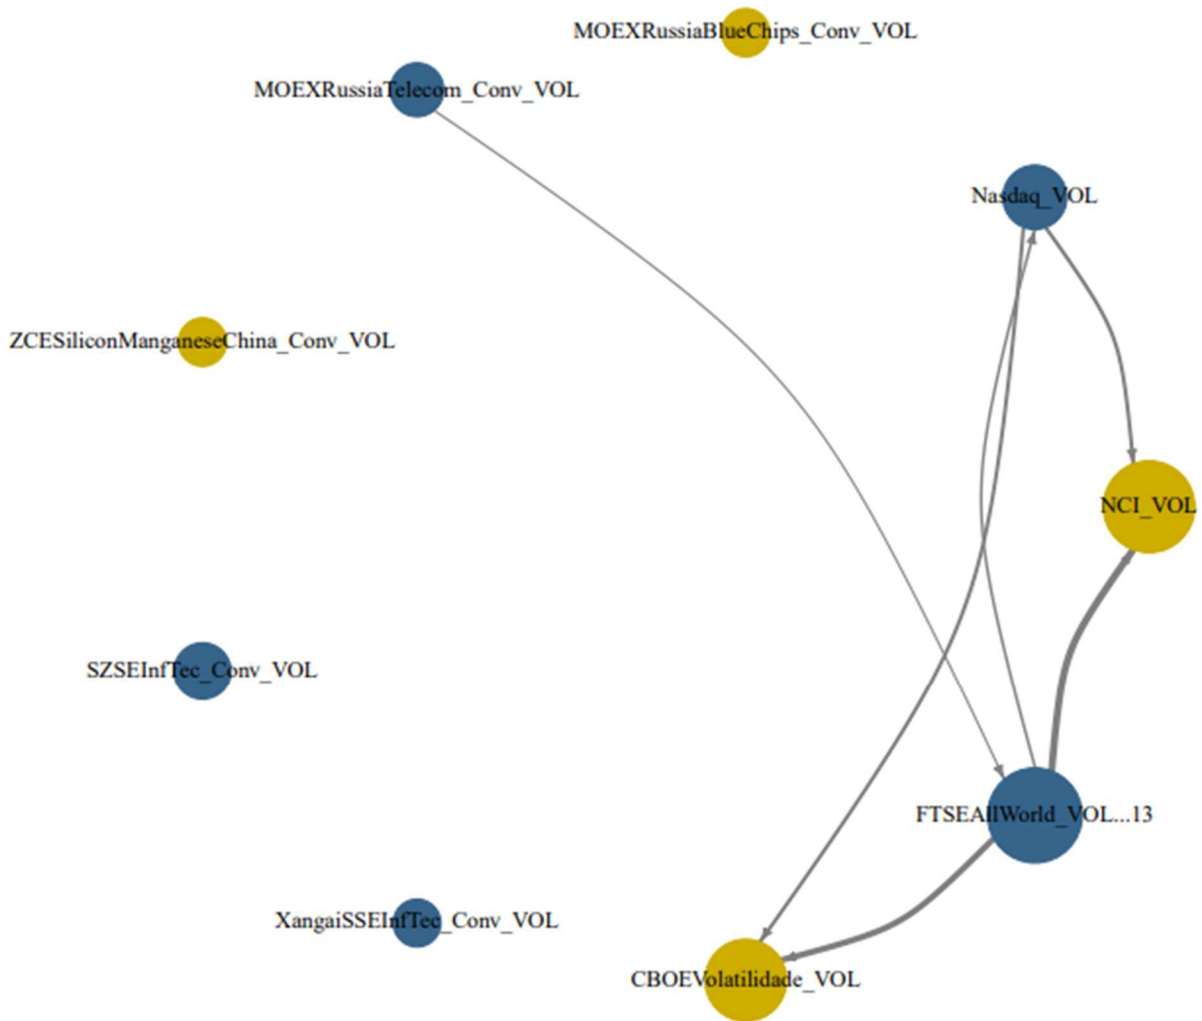 MOEXRussiaBlueChips_Conv_VOL
MOEXRussiaTelecom_Conv_VOL
Nasdaq_VOL
ZCESiliconManganeseChina_Conv_VOL
NCI_VOL
SZSEInfTec_Conv_VOL
FTSEAllWorld_VOL...13
XangaiSSEInfTec_Conv_VOL
CBOEVolatilidade_VOL